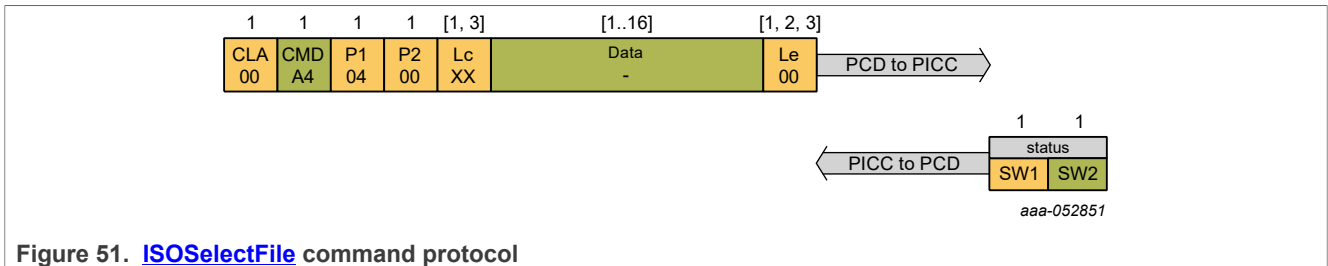 1 1 1 1 [1, 3] [1..16] [1, 2, 3]
CLA CMD P1 P2 Lc Data Le
00 A4 04 00 XX - 00
PCD to PICC
1 1
status
PICC to PCD
SW1 SW2
aaa-052851
Figure 51. ISOSelectFile command protocol